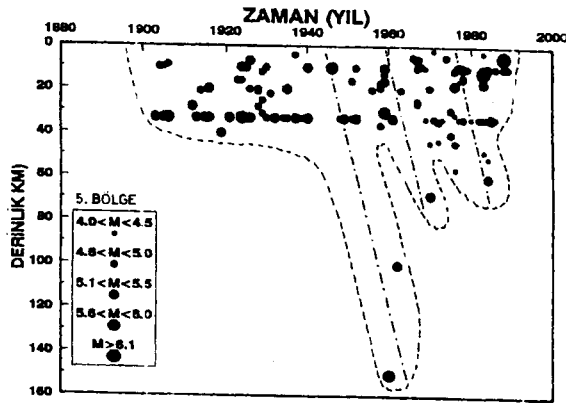 ZAMAN (YIL)
1880 1900 1920 1940 1960 1980 2000
DERİNLİK KM)
0
20
40
60
80
100
120
140
160
5. BÖLGE
4.0<M<4.5
4.6<M<5.0
5.1<M<5.5
5.6<M<6.0
M>6.1